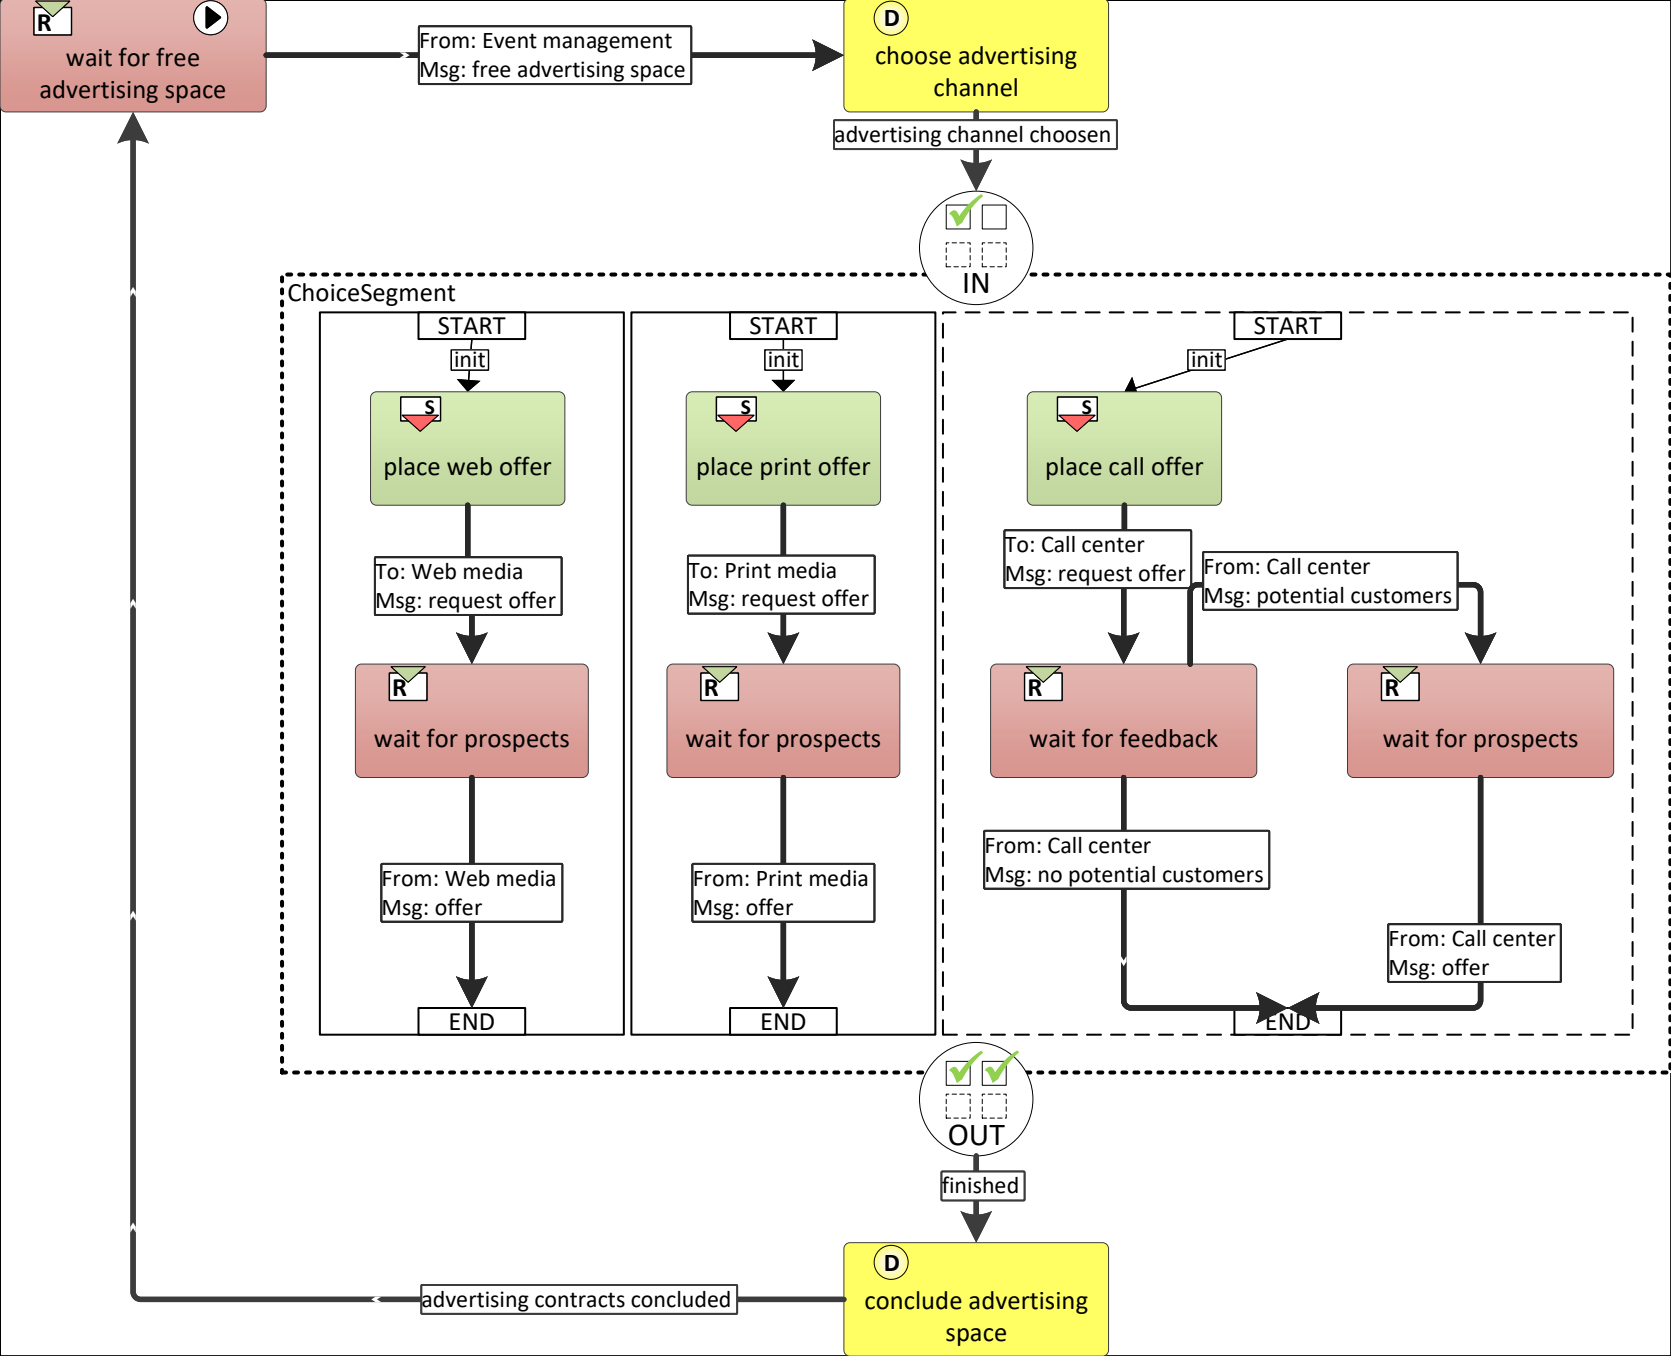 R
wait for free
advertising space
From: Event management
Msg: free advertising space
D
choose advertising
channel
advertising channel choosen
IN
ChoiceSegment
START
init
S
place web offer
To: Web media
Msg: request offer
R
wait for prospects
From: Web media
Msg: offer
END
START
init
S
place print offer
To: Print media
Msg: request offer
R
wait for prospects
From: Print media
Msg: offer
END
START
init
S
place call offer
To: Call center
Msg: request offer
From: Call center
Msg: potential customers
R
wait for feedback
R
wait for prospects
From: Call center
Msg: no potential customers
From: Call center
Msg: offer
END
OUT
finished
D
conclude advertising
space
advertising contracts concluded